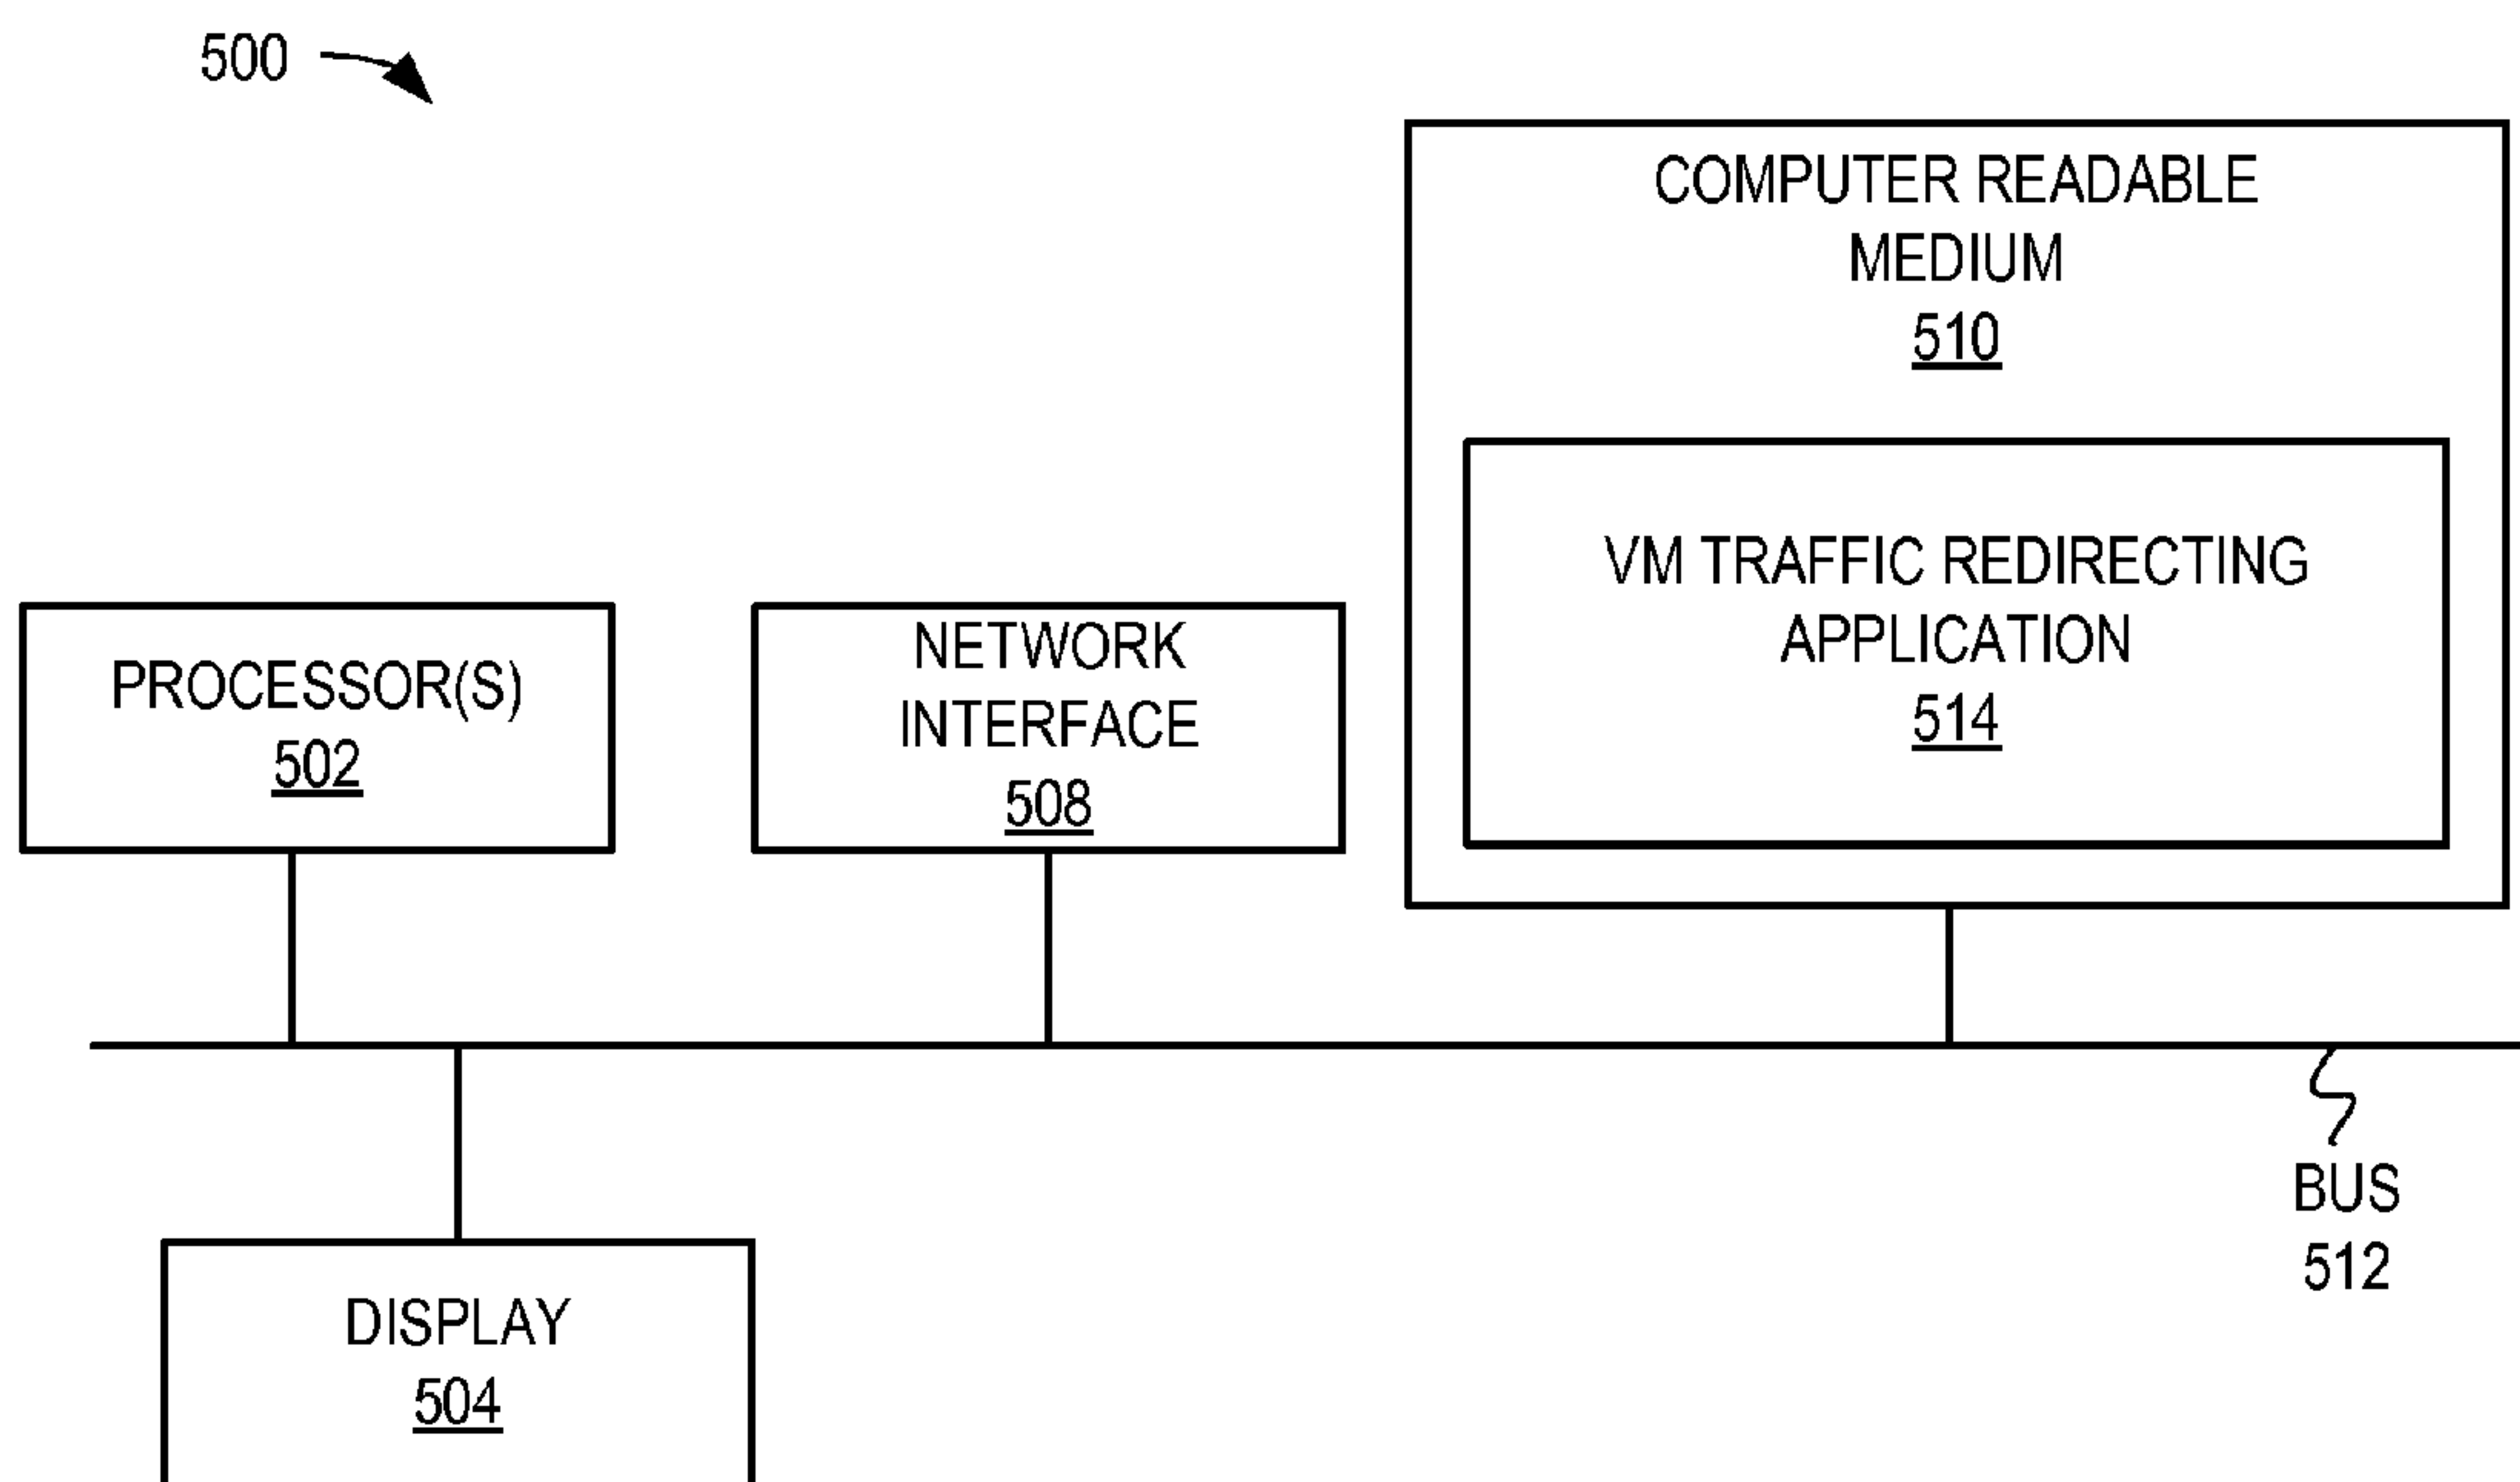 500
COMPUTER READABLE
MEDIUM
510
VM TRAFFIC REDIRECTING
APPLICATION
514
PROCESSOR(S)
502
NETWORK
INTERFACE
508
BUS
512
DISPLAY
504